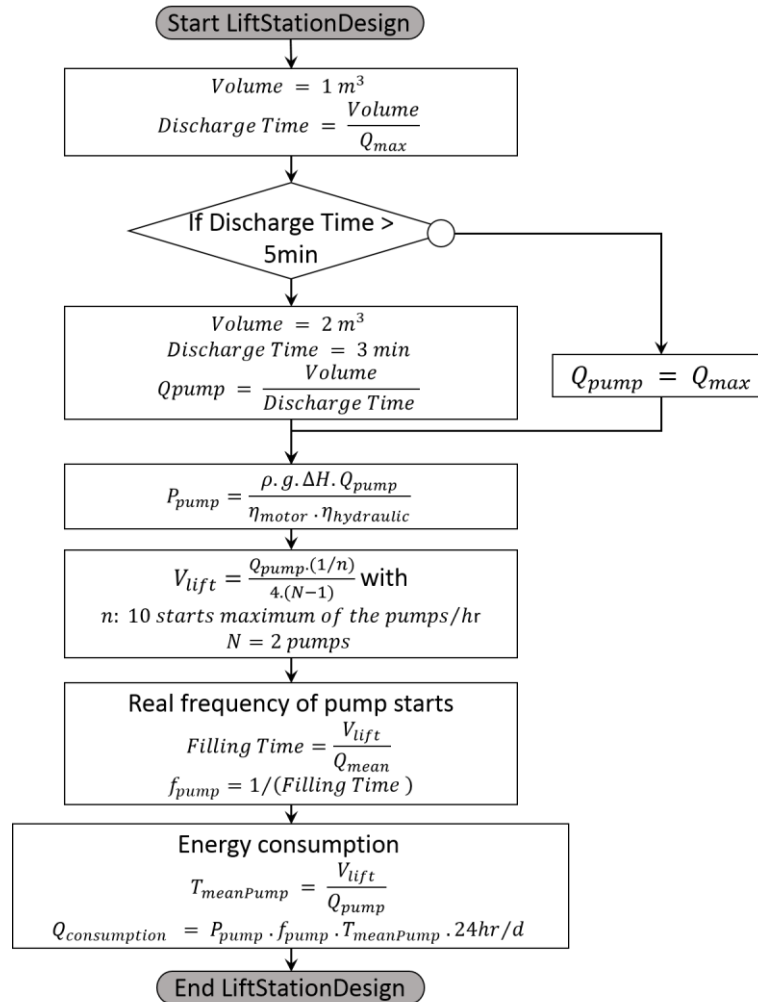 Start LiftStationDesign
Volume = 1 m³
Discharge Time = Volume / Q_max
If Discharge Time >
5min
Volume = 2 m³
Discharge Time = 3 min
Qpump = Volume / Discharge Time
Q_pump = Q_max
P_pump = ρ. g. ΔH. Q_pump / η_motor . η_hydraulic
V_lift = Q_pump.(1/n) / 4.(N−1) with
n: 10 starts maximum of the pumps/hr
N = 2 pumps
Real frequency of pump starts
Filling Time = V_lift / Q_mean
f_pump = 1/(Filling Time )
Energy consumption
T_meanPump = V_lift / Q_pump
Q_consumption = P_pump . f_pump . T_meanPump . 24hr/d
End LiftStationDesign